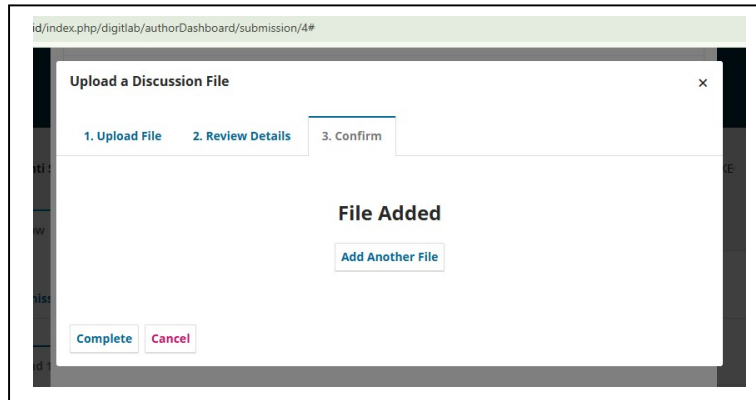 id/index.php/digitlab/authorDashboard/submission/4#
Upload a Discussion File ×
1. Upload File 2. Review Details 3. Confirm
File Added
Add Another File
Complete Cancel